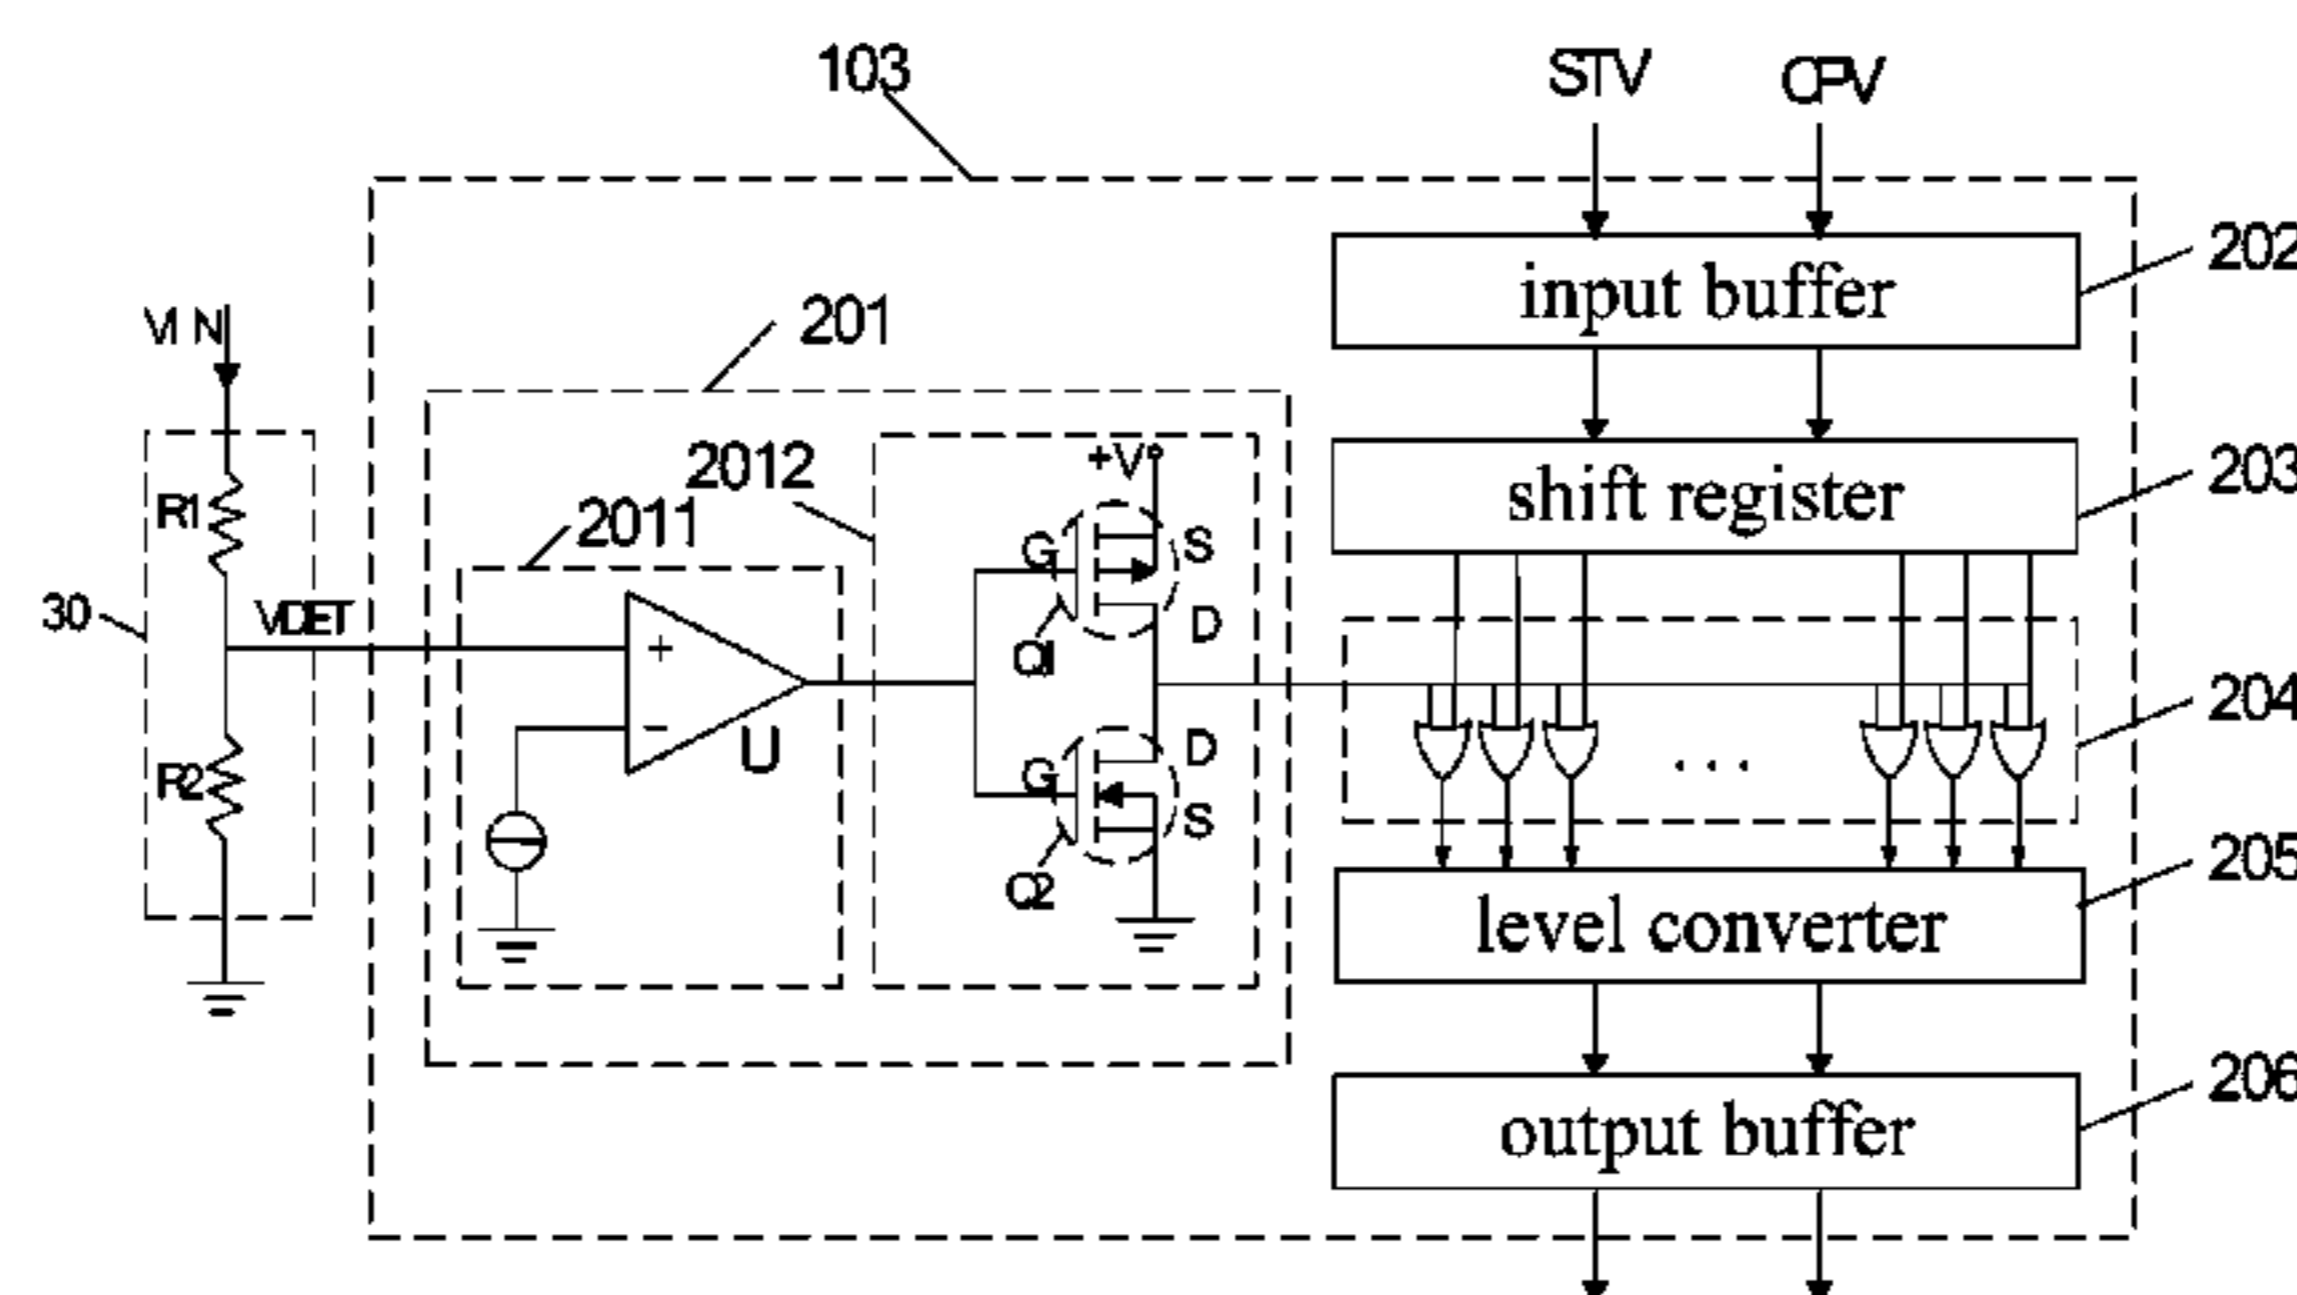 103
STV
CPV
202
input buffer
VIN
201
203
shift register
2012
+V
2011
G
S
R1
D
Q1
30
VDET
+
204
-
U
D
G
S
R2
...
Q2
205
level converter
206
output buffer